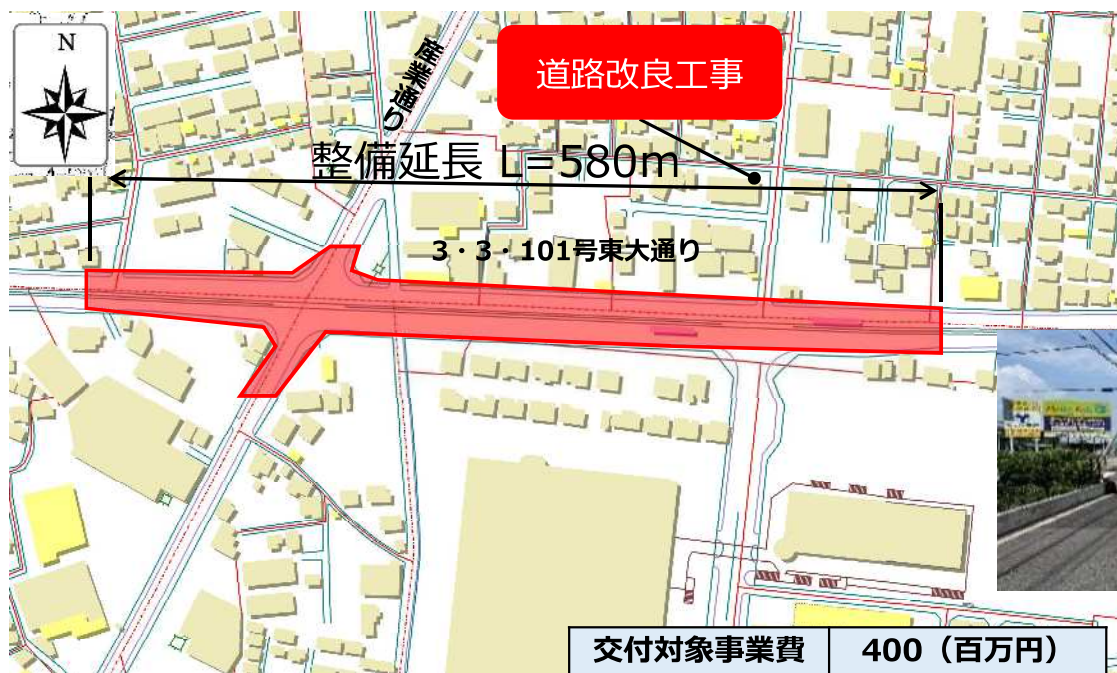 N
産業通り
道路改良工事
整備延長 L=580m
3・3・101号東大通り
交付対象事業費 400（百万円）